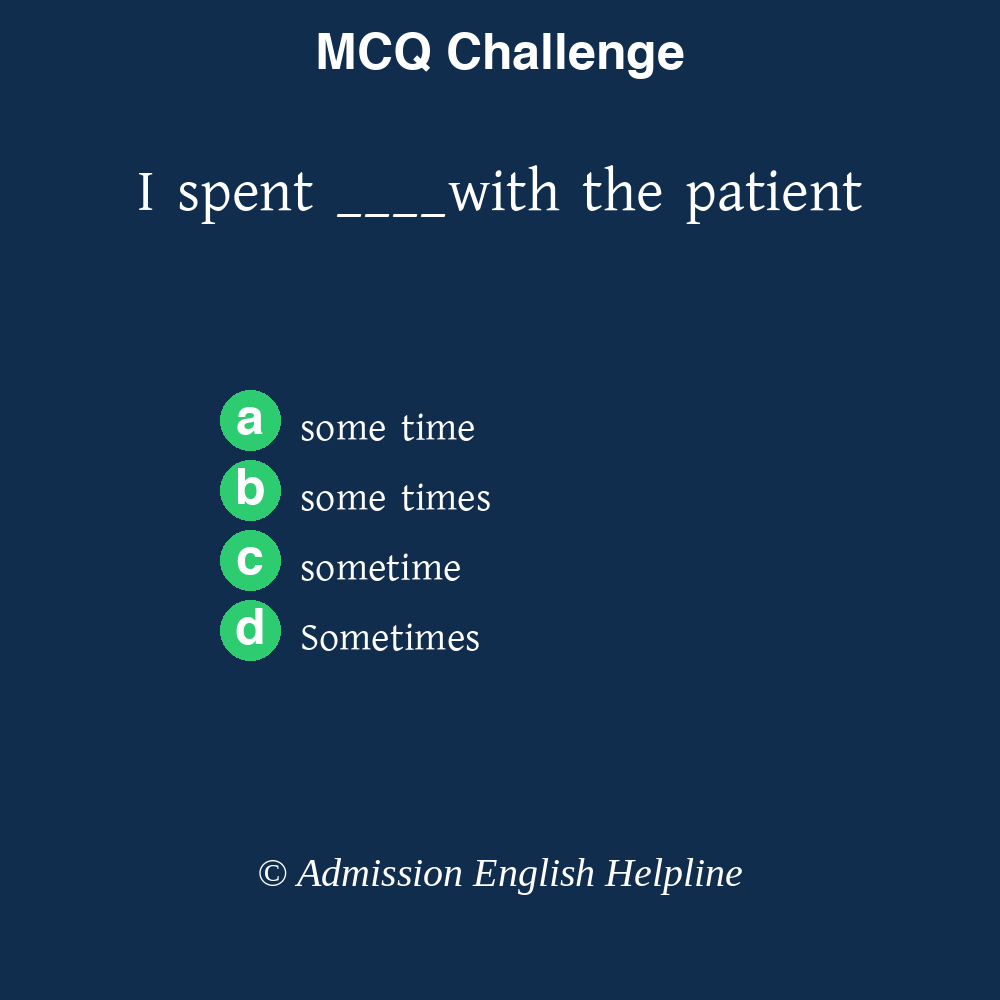 MCQ Challenge
I spent ____with the patient
a some time
b some times
c sometime
d Sometimes
© Admission English Helpline